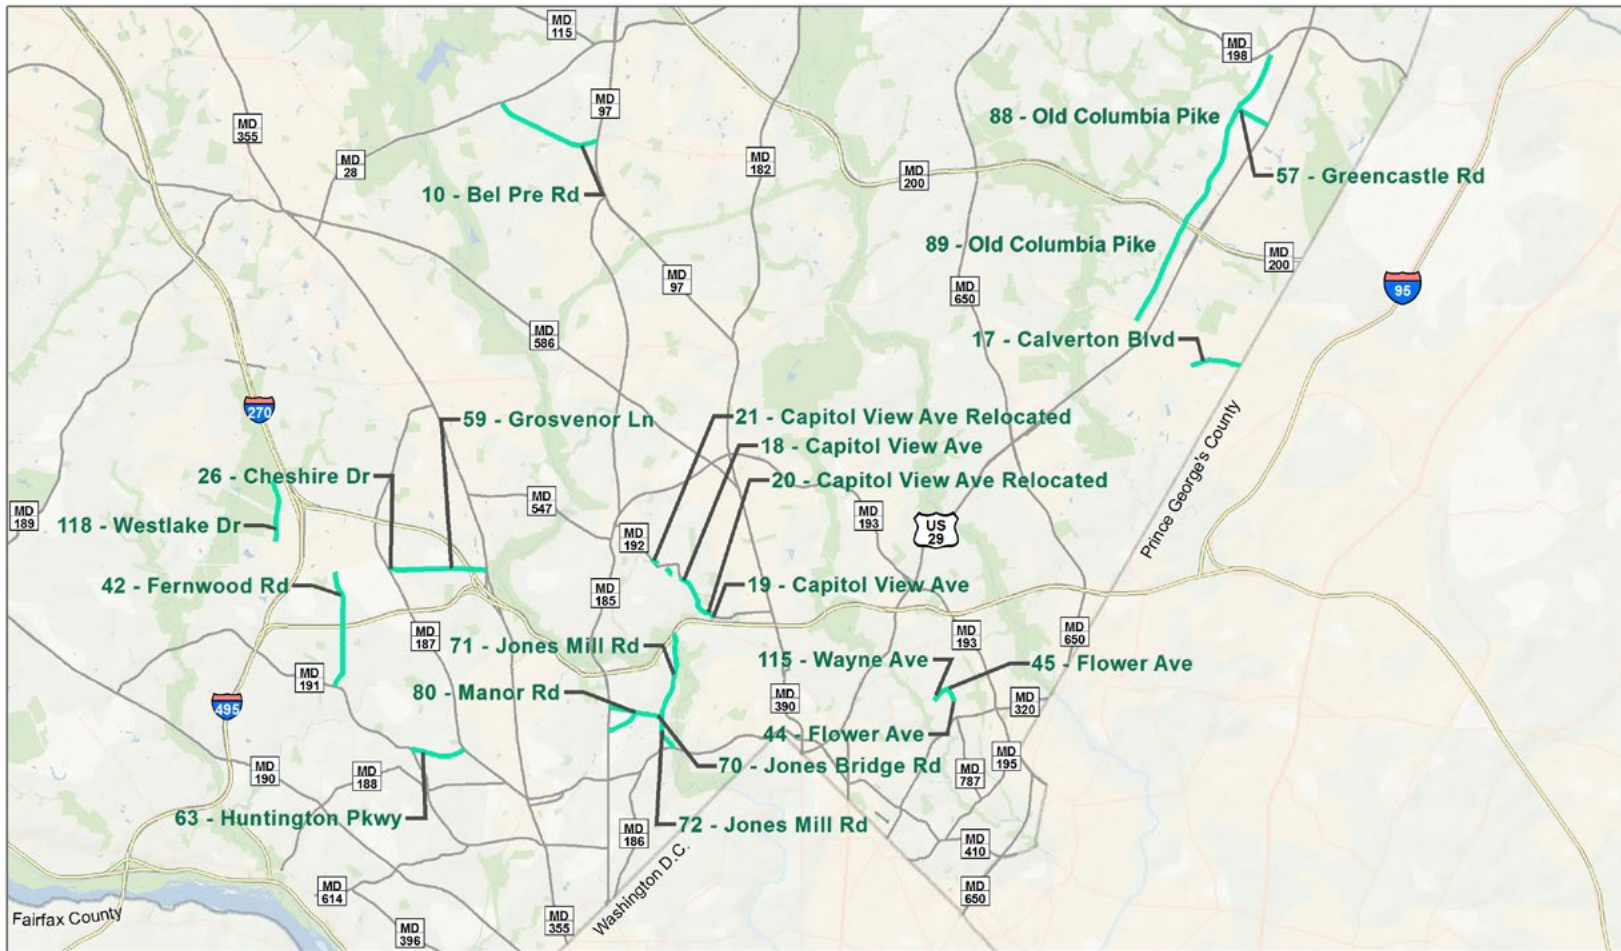 MD
115
MD
198
MD
97
88 - Old Columbia Pike
MD
355
MD
28
MD
182
MD
200
57 - Greencastle Rd
10 - Bel Pre Rd
89 - Old Columbia Pike
MD
200
MD
97
MD
650
95
MD
586
17 - Calverton Blvd
270
59 - Grosvenor Ln
21 - Capitol View Ave Relocated
18 - Capitol View Ave
Prince George's County
26 - Cheshire Dr
20 - Capitol View Ave Relocated
MD
547
MD
189
118 - Westlake Dr
MD
193
US
29
MD
192
42 - Fernwood Rd
MD
185
19 - Capitol View Ave
MD
187
MD
193
MD
650
71 - Jones Mill Rd
115 - Wayne Ave
45 - Flower Ave
MD
191
80 - Manor Rd
MD
390
MD
320
495
44 - Flower Ave
MD
195
MD
190
MD
188
70 - Jones Bridge Rd
MD
787
63 - Huntington Pkwy
72 - Jones Mill Rd
MD
186
MD
410
Washington D.C.
MD
614
MD
650
Fairfax County
MD
396
MD
355